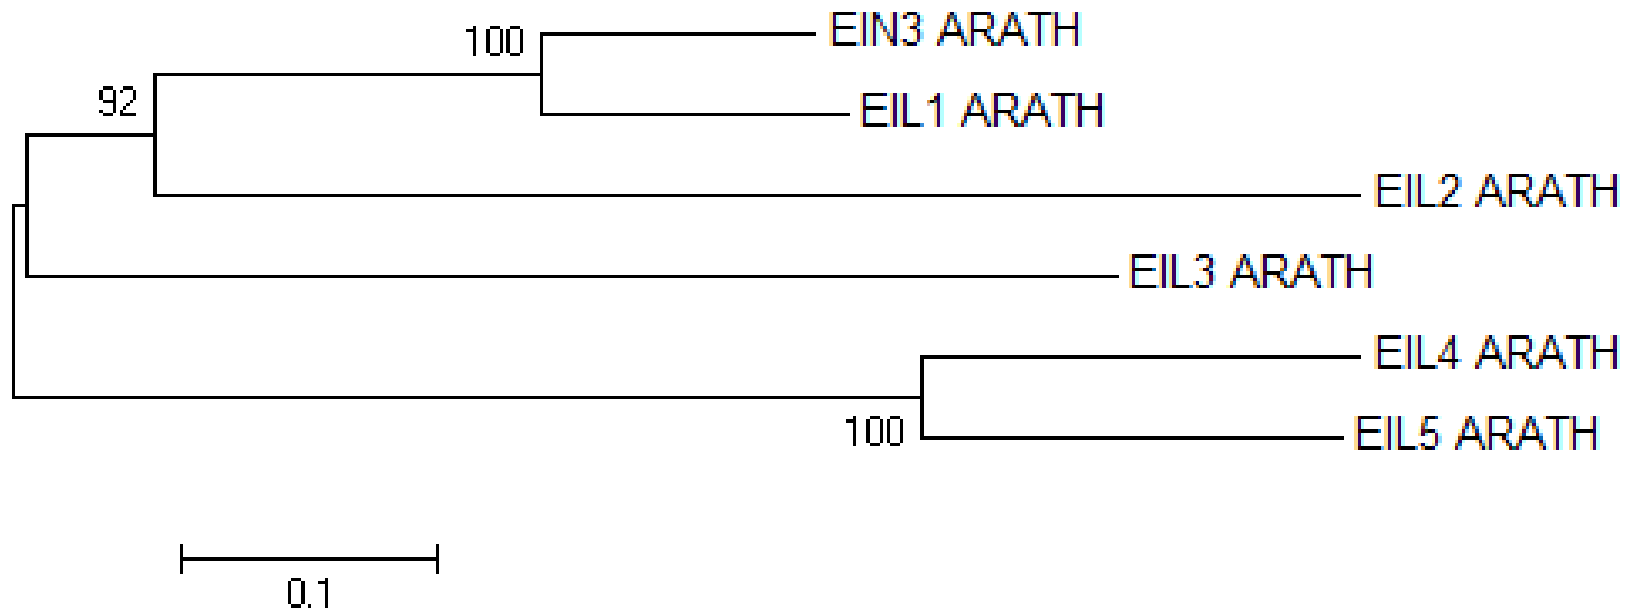 EIN3 ARATH
100
EIL1 ARATH
92
EIL2 ARATH
EIL3 ARATH
EIL4 ARATH
100
EIL5 ARATH
0.1